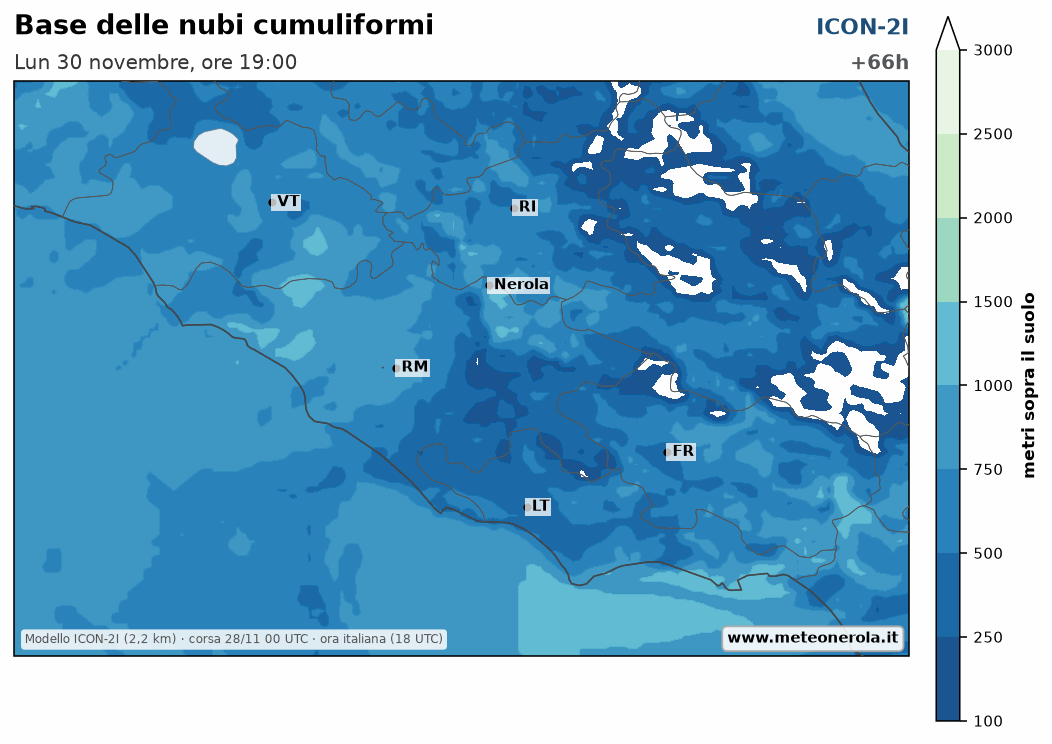 Base delle nubi cumuliformi
ICON-2I
Lun 30 novembre, ore 19:00
+66h
VT
RI
Nerola
RM
FR
LT
Modello ICON-2I (2,2 km) · corsa 28/11 00 UTC · ora italiana (18 UTC)
www.meteonerola.it
3000
2500
2000
1500
1000
750
500
250
100
metri sopra il suolo